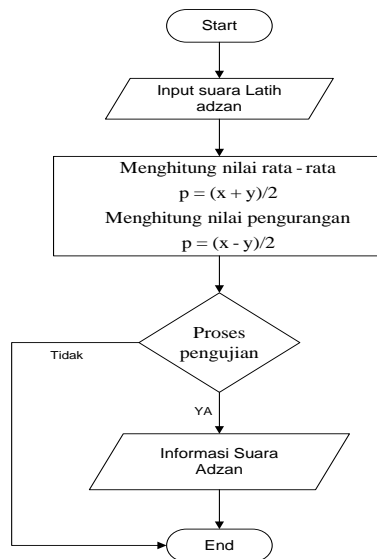 Start
Input suara Latih
adzan
Menghitung nilai rata - rata
p = (x + y)/2
Menghitung nilai pengurangan
p = (x - y)/2
Proses
pengujian
Tidak
YA
Informasi Suara
Adzan
End